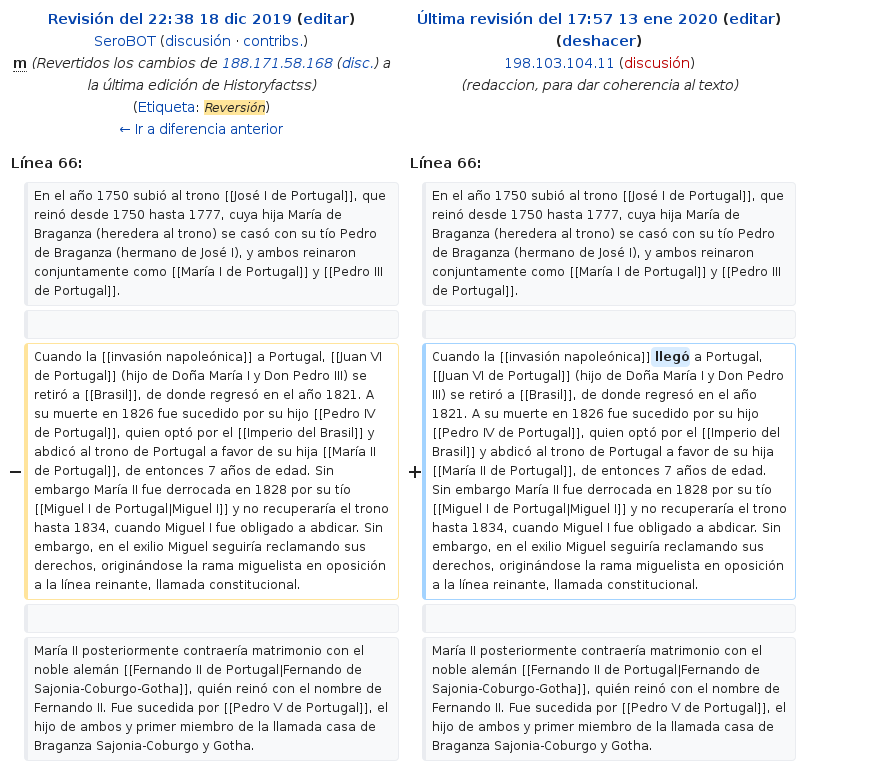 Revisión del 22:38 18 dic 2019 (editar)
SeroBOT (discusión · contribs.)
m (Revertidos los cambios de 188.171.58.168 (disc.) a
la última edición de Historyfactss)
(Etiqueta: Reversión)
← Ir a diferencia anterior
Última revisión del 17:57 13 ene 2020 (editar)
(deshacer)
198.103.104.11 (discusión)
(redaccion, para dar coherencia al texto)
Línea 66:
Línea 66:
En el año 1750 subió al trono [[José I de Portugal]], que
reinó desde 1750 hasta 1777, cuya hija María de
Braganza (heredera al trono) se casó con su tío Pedro
de Braganza (hermano de José I), y ambos reinaron
conjuntamente como [[María I de Portugal]] y [[Pedro III
de Portugal]].
En el año 1750 subió al trono [[José I de Portugal]], que
reinó desde 1750 hasta 1777, cuya hija María de
Braganza (heredera al trono) se casó con su tío Pedro
de Braganza (hermano de José I), y ambos reinaron
conjuntamente como [[María I de Portugal]] y [[Pedro III
de Portugal]].
−
Cuando la [[invasión napoleónica]] a Portugal, [[Juan VI
de Portugal]] (hijo de Doña María I y Don Pedro III) se
retiró a [[Brasil]], de donde regresó en el año 1821. A
su muerte en 1826 fue sucedido por su hijo [[Pedro IV
de Portugal]], quien optó por el [[Imperio del Brasil]] y
abdicó al trono de Portugal a favor de su hija [[María II
de Portugal]], de entonces 7 años de edad. Sin
embargo María II fue derrocada en 1828 por su tío
[[Miguel I de Portugal|Miguel I]] y no recuperaría el trono
hasta 1834, cuando Miguel I fue obligado a abdicar. Sin
embargo, en el exilio Miguel seguiría reclamando sus
derechos, originándose la rama miguelista en oposición
a la línea reinante, llamada constitucional.
+
Cuando la [[invasión napoleónica]] llegó a Portugal,
[[Juan VI de Portugal]] (hijo de Doña María I y Don Pedro
III) se retiró a [[Brasil]], de donde regresó en el año
1821. A su muerte en 1826 fue sucedido por su hijo
[[Pedro IV de Portugal]], quien optó por el [[Imperio del
Brasil]] y abdicó al trono de Portugal a favor de su hija
[[María II de Portugal]], de entonces 7 años de edad.
Sin embargo María II fue derrocada en 1828 por su tío
[[Miguel I de Portugal|Miguel I]] y no recuperaría el trono
hasta 1834, cuando Miguel I fue obligado a abdicar. Sin
embargo, en el exilio Miguel seguiría reclamando sus
derechos, originándose la rama miguelista en oposición
a la línea reinante, llamada constitucional.
María II posteriormente contraería matrimonio con el
noble alemán [[Fernando II de Portugal|Fernando de
Sajonia-Coburgo-Gotha]], quién reinó con el nombre de
Fernando II. Fue sucedida por [[Pedro V de Portugal]], el
hijo de ambos y primer miembro de la llamada casa de
Braganza Sajonia-Coburgo y Gotha.
María II posteriormente contraería matrimonio con el
noble alemán [[Fernando II de Portugal|Fernando de
Sajonia-Coburgo-Gotha]], quién reinó con el nombre de
Fernando II. Fue sucedida por [[Pedro V de Portugal]], el
hijo de ambos y primer miembro de la llamada casa de
Braganza Sajonia-Coburgo y Gotha.